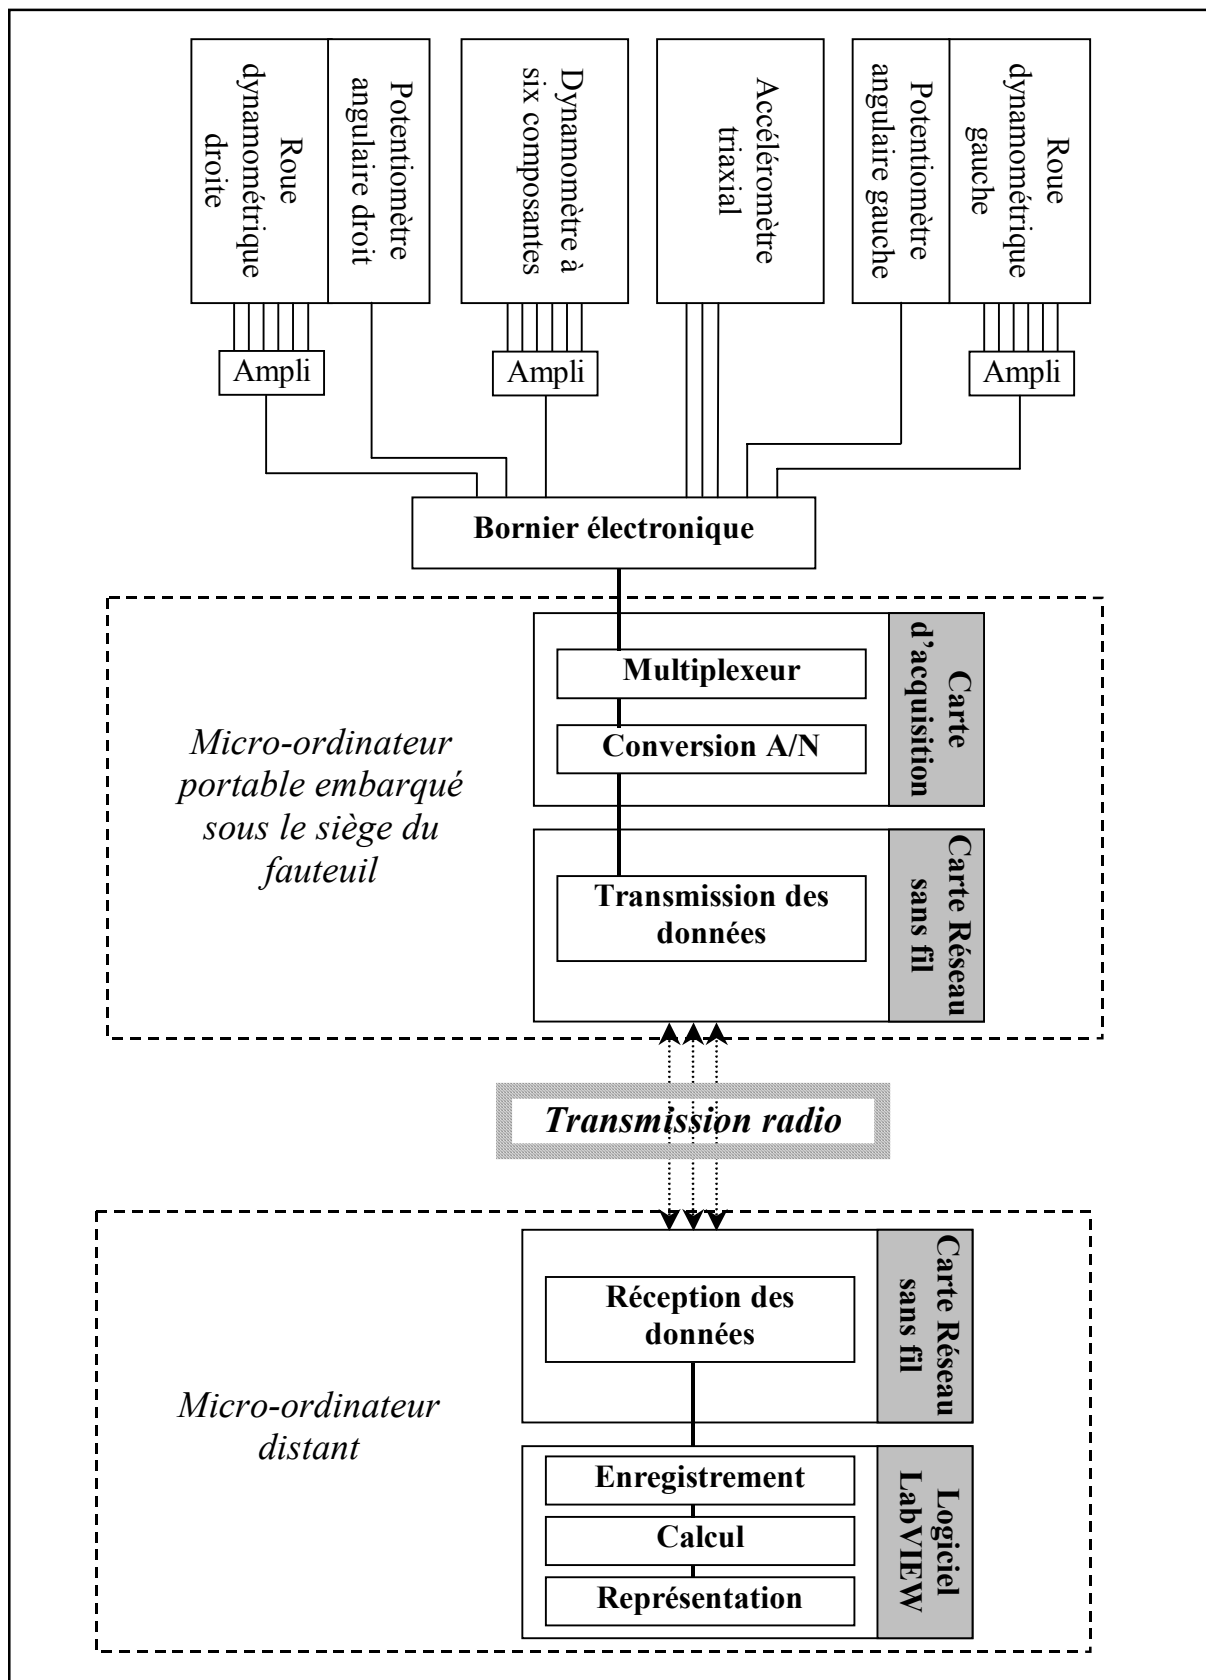 Roue
dynamométrique
droite
Potentiomètre
angulaire droit
Dynamomètre à
six composantes
Accéléromètre
triaxial
Potentiomètre
angulaire gauche
Roue
dynamométrique
gauche
Ampli
Ampli
Ampli
Bornier électronique
Micro-ordinateur
portable embarqué
sous le siège du
fauteuil
Multiplexeur
Conversion A/N
Carte
d'acquisition
Transmission des
données
Carte Réseau
sans fil
Transmission radio
Micro-ordinateur
distant
Réception des
données
Carte Réseau
sans fil
Enregistrement
Calcul
Représentation
Logiciel
LabVIEW